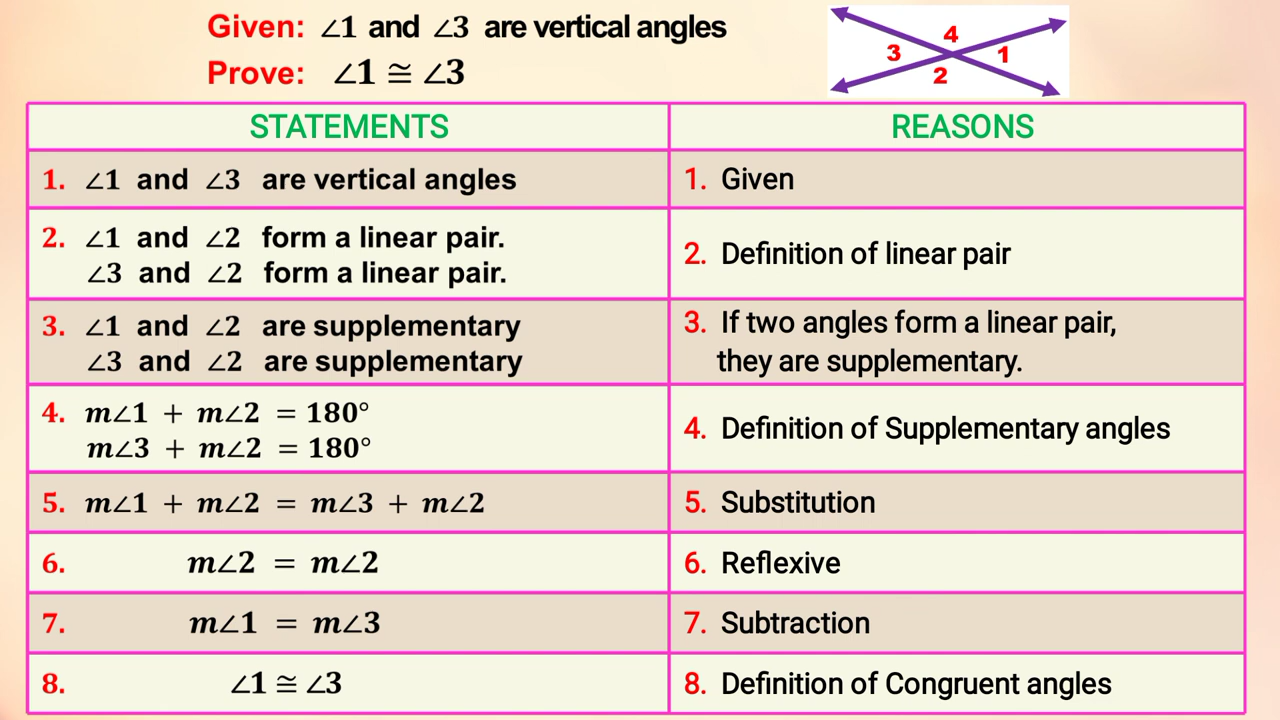 Given: ∠1 and ∠3 are vertical angles
Prove: ∠1 ≅ ∠3
4
3
1
2
STATEMENTS
REASONS
1. ∠1 and ∠3 are vertical angles
1. Given
2. ∠1 and ∠2 form a linear pair.
∠3 and ∠2 form a linear pair.
2. Definition of linear pair
3. ∠1 and ∠2 are supplementary
∠3 and ∠2 are supplementary
3. If two angles form a linear pair,
they are supplementary.
4. m∠1 + m∠2 = 180°
m∠3 + m∠2 = 180°
4. Definition of Supplementary angles
5. m∠1 + m∠2 = m∠3 + m∠2
5. Substitution
6. m∠2 = m∠2
6. Reflexive
7. m∠1 = m∠3
7. Subtraction
8. ∠1 ≅ ∠3
8. Definition of Congruent angles